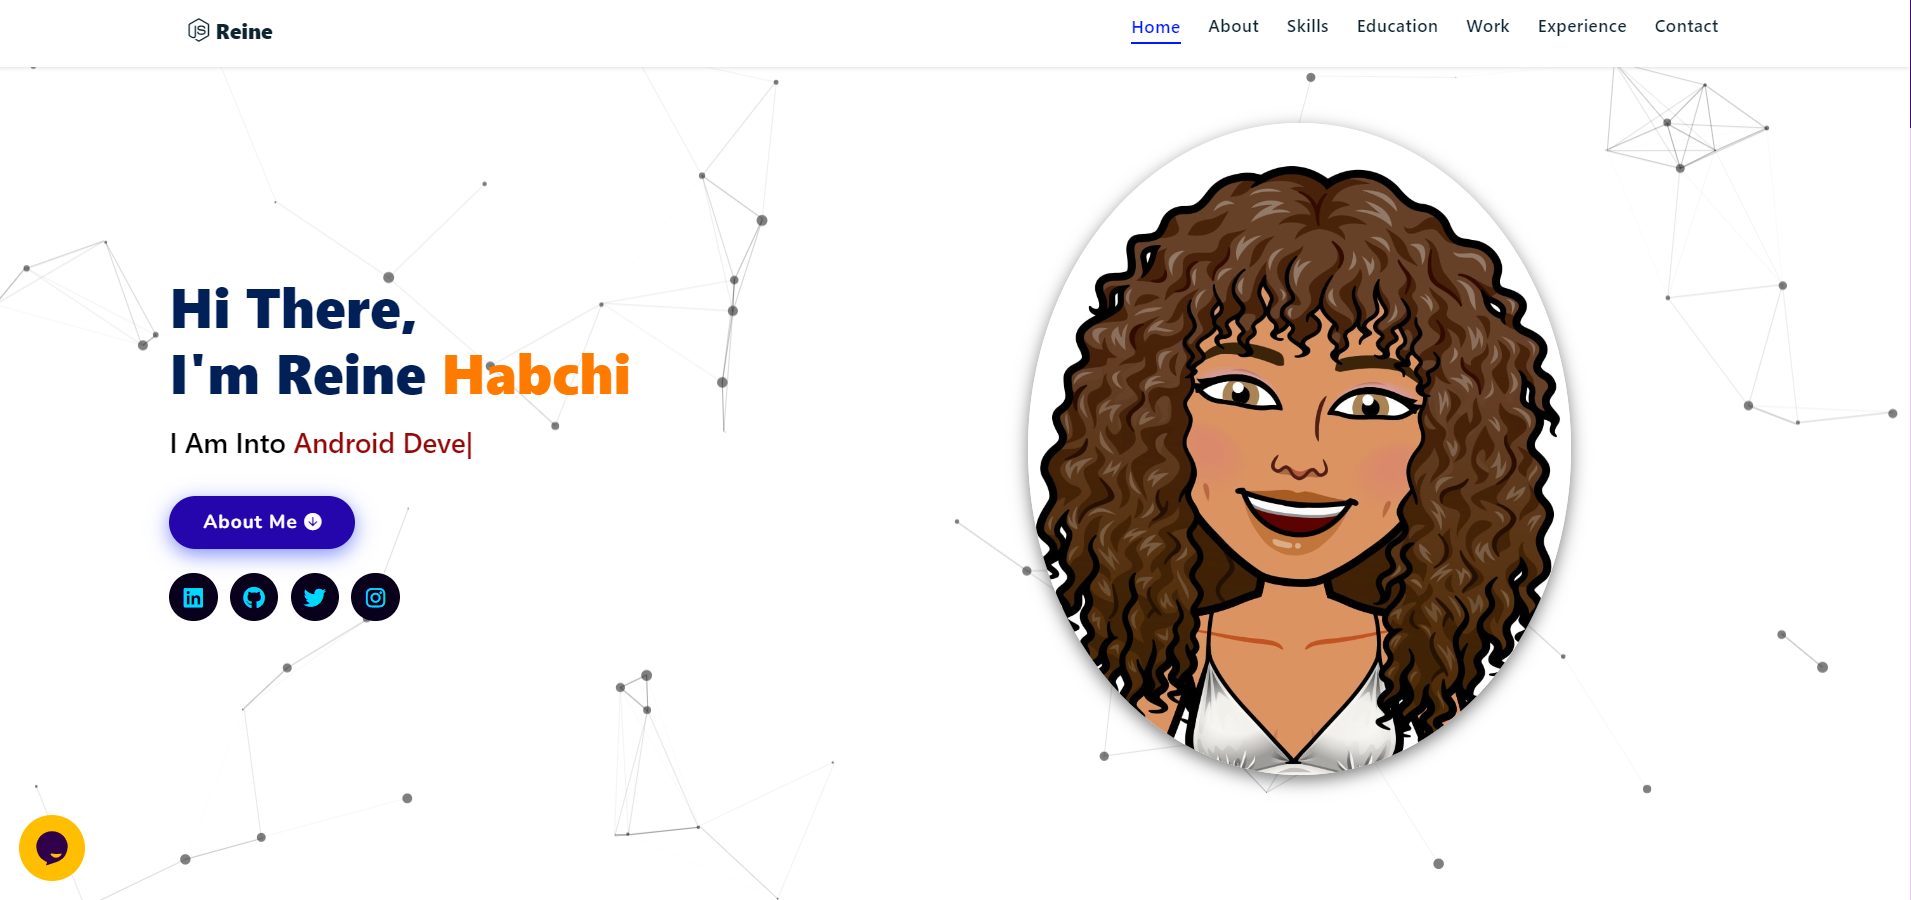 Reine
Home About Skills Education Work Experience Contact
Hi There,
I'm Reine Habchi
I Am Into Android Deve|
About Me